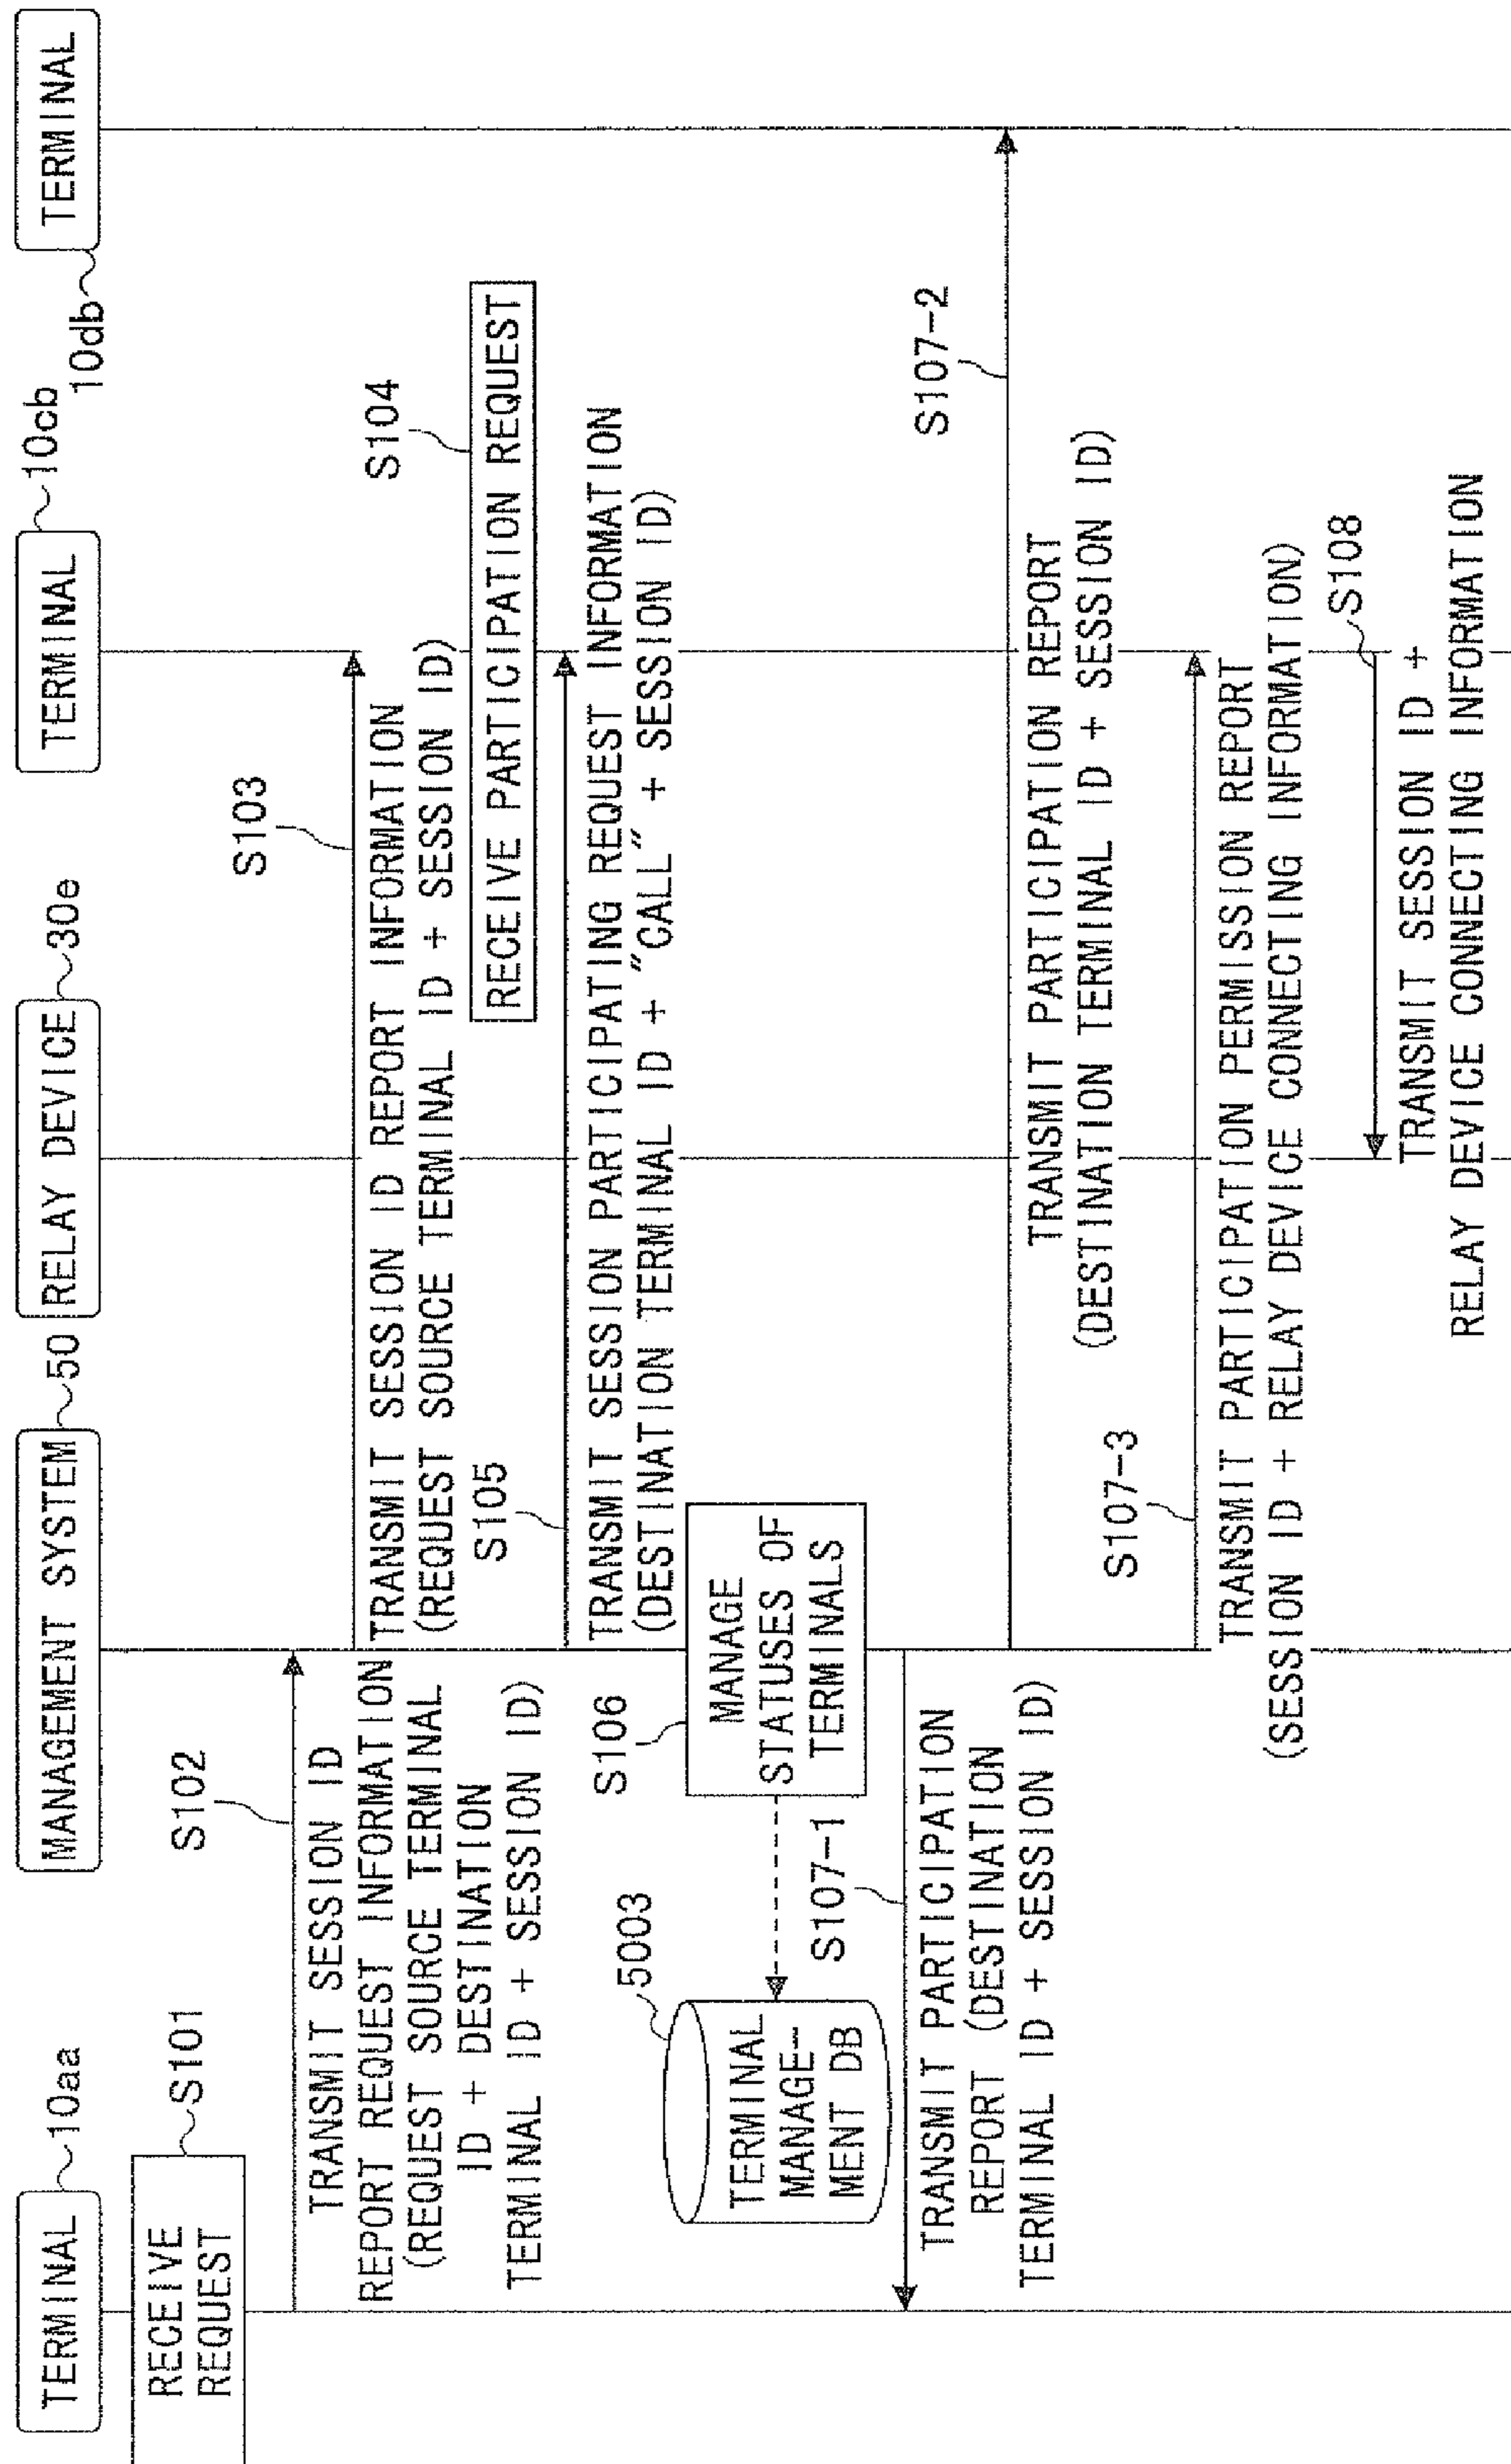 TERMINAL
10aa
MANAGEMENT SYSTEM
50
RELAY DEVICE
30e
TERMINAL
10cb
TERMINAL
10db
RECEIVE
REQUEST
S101
S102
TRANSMIT SESSION ID
REPORT REQUEST INFORMATION
(REQUEST SOURCE TERMINAL
ID + DESTINATION
TERMINAL ID + SESSION ID)
S103
TRANSMIT SESSION ID REPORT INFORMATION
(REQUEST SOURCE TERMINAL ID + SESSION ID)
S104
RECEIVE PARTICIPATION REQUEST
S105
TRANSMIT SESSION PARTICIPATING REQUEST INFORMATION
(DESTINATION TERMINAL ID + "CALL" + SESSION ID)
S106
MANAGE
STATUSES OF
TERMINALS
5003
TERMINAL
MANAGE-
MENT DB
S107-1
TRANSMIT PARTICIPATION
REPORT (DESTINATION
TERMINAL ID + SESSION ID)
S107-2
TRANSMIT PARTICIPATION REPORT
(DESTINATION TERMINAL ID + SESSION ID)
S107-3
TRANSMIT PARTICIPATION PERMISSION REPORT
(SESSION ID + RELAY DEVICE CONNECTING INFORMATION)
S108
TRANSMIT SESSION ID +
RELAY DEVICE CONNECTING INFORMATION